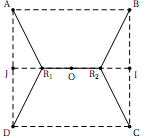 A B
J R₁ O R₂ I
D C